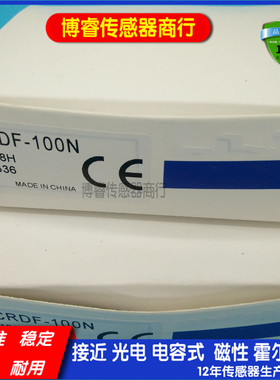 博睿传感器商行
DF-100N
8H
636
MADE IN CHINA
CE
博睿传感器商行
CRDF-100N
稳定
耐用
接近 光电 电容式 磁性 霍尔
12年传感器生产